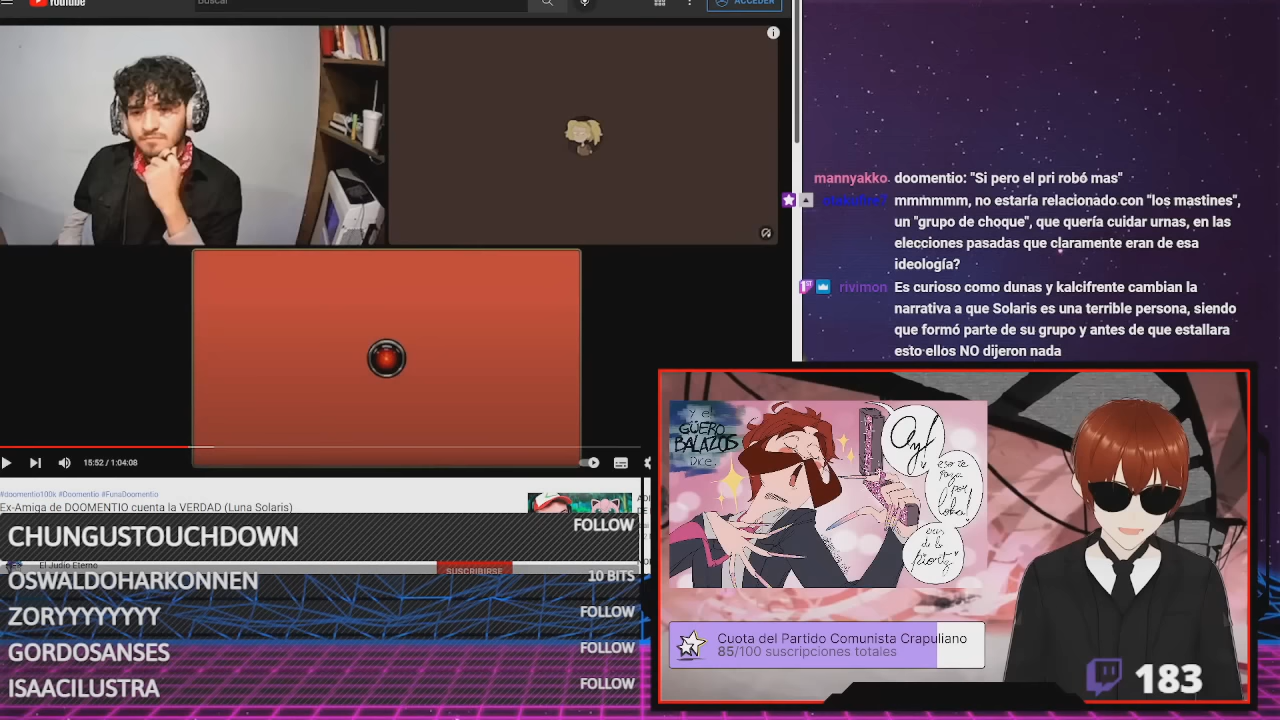 YouTube
Buscar
ACCEDER
mannyakko doomentio: "Si pero el pri robó mas"
mmmmmm, no estaría relacionado con "los mastines",
un "grupo de choque", que quería cuidar urnas, en las
elecciones pasadas que claramente eran de esa
ideología?
1ST rivimon Es curioso como dunas y kalcifrente cambian la
narrativa a que Solaris es una terrible persona, siendo
que formó parte de su grupo y antes de que estallara
esto ellos NO dijeron nada
15:52 / 1:04:08
#doomentio100k #Doomentio #FunaDoomentio
Ex-Amiga de DOOMENTIO cuenta la VERDAD (Luna Solaris)
El Judio Eterno
SUSCRIBIRSE
CHUNGUSTOUCHDOWN FOLLOW
OSWALDOHARKONNEN 10 BITS
ZORYYYYYYYY FOLLOW
GORDOSANSES FOLLOW
ISAACILUSTRA FOLLOW
y el
GÜERO
BALAZOS
Dice.
Cuota del Partido Comunista Crapuliano
85/100 suscripciones totales
183